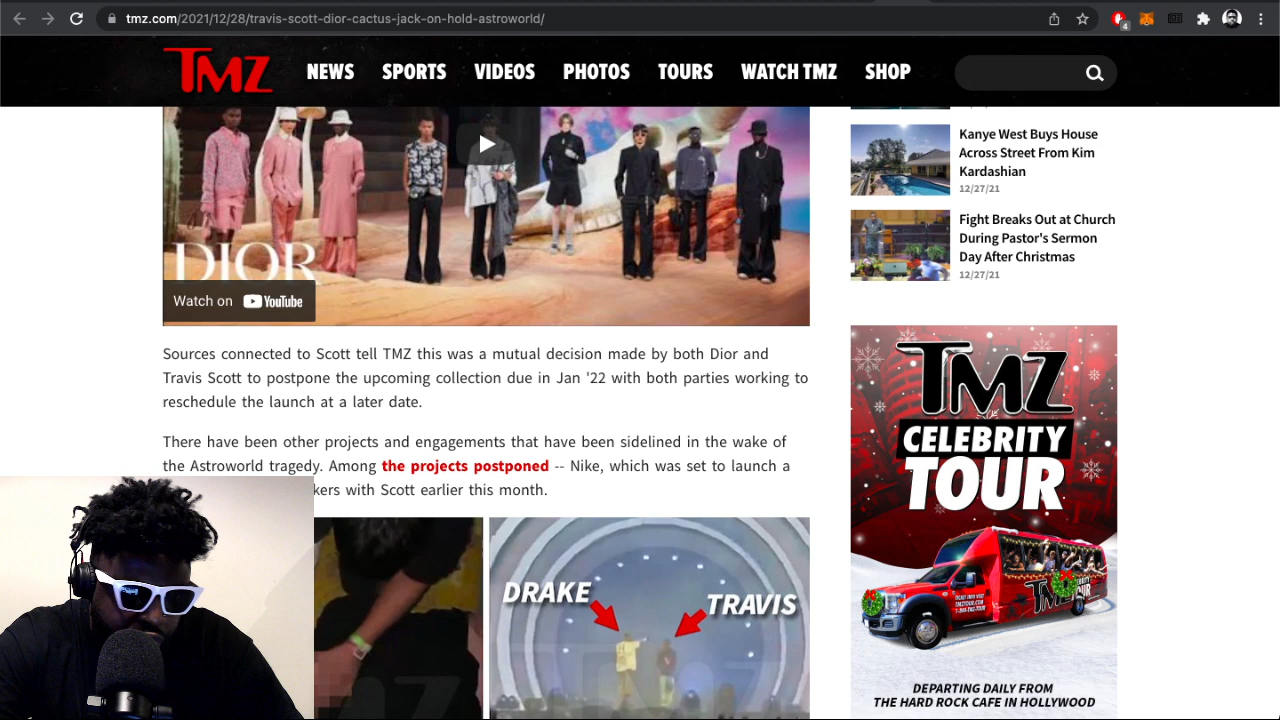 tmz.com/2021/12/28/travis-scott-dior-cactus-jack-on-hold-astroworld/
4
TMZ
NEWS SPORTS VIDEOS PHOTOS TOURS WATCH TMZ SHOP
DIOR
Watch on YouTube
Sources connected to Scott tell TMZ this was a mutual decision made by both Dior and
Travis Scott to postpone the upcoming collection due in Jan '22 with both parties working to
reschedule the launch at a later date.
There have been other projects and engagements that have been sidelined in the wake of
the Astroworld tragedy. Among the projects postponed -- Nike, which was set to launch a
kers with Scott earlier this month.
DRAKE
TRAVIS
TMZ
Kanye West Buys House
Across Street From Kim
Kardashian
12/27/21
Fight Breaks Out at Church
During Pastor's Sermon
Day After Christmas
12/27/21
TMZ
CELEBRITY
TOUR
TMZ
TOUR
DEPARTING DAILY FROM
THE HARD ROCK CAFE IN HOLLYWOOD